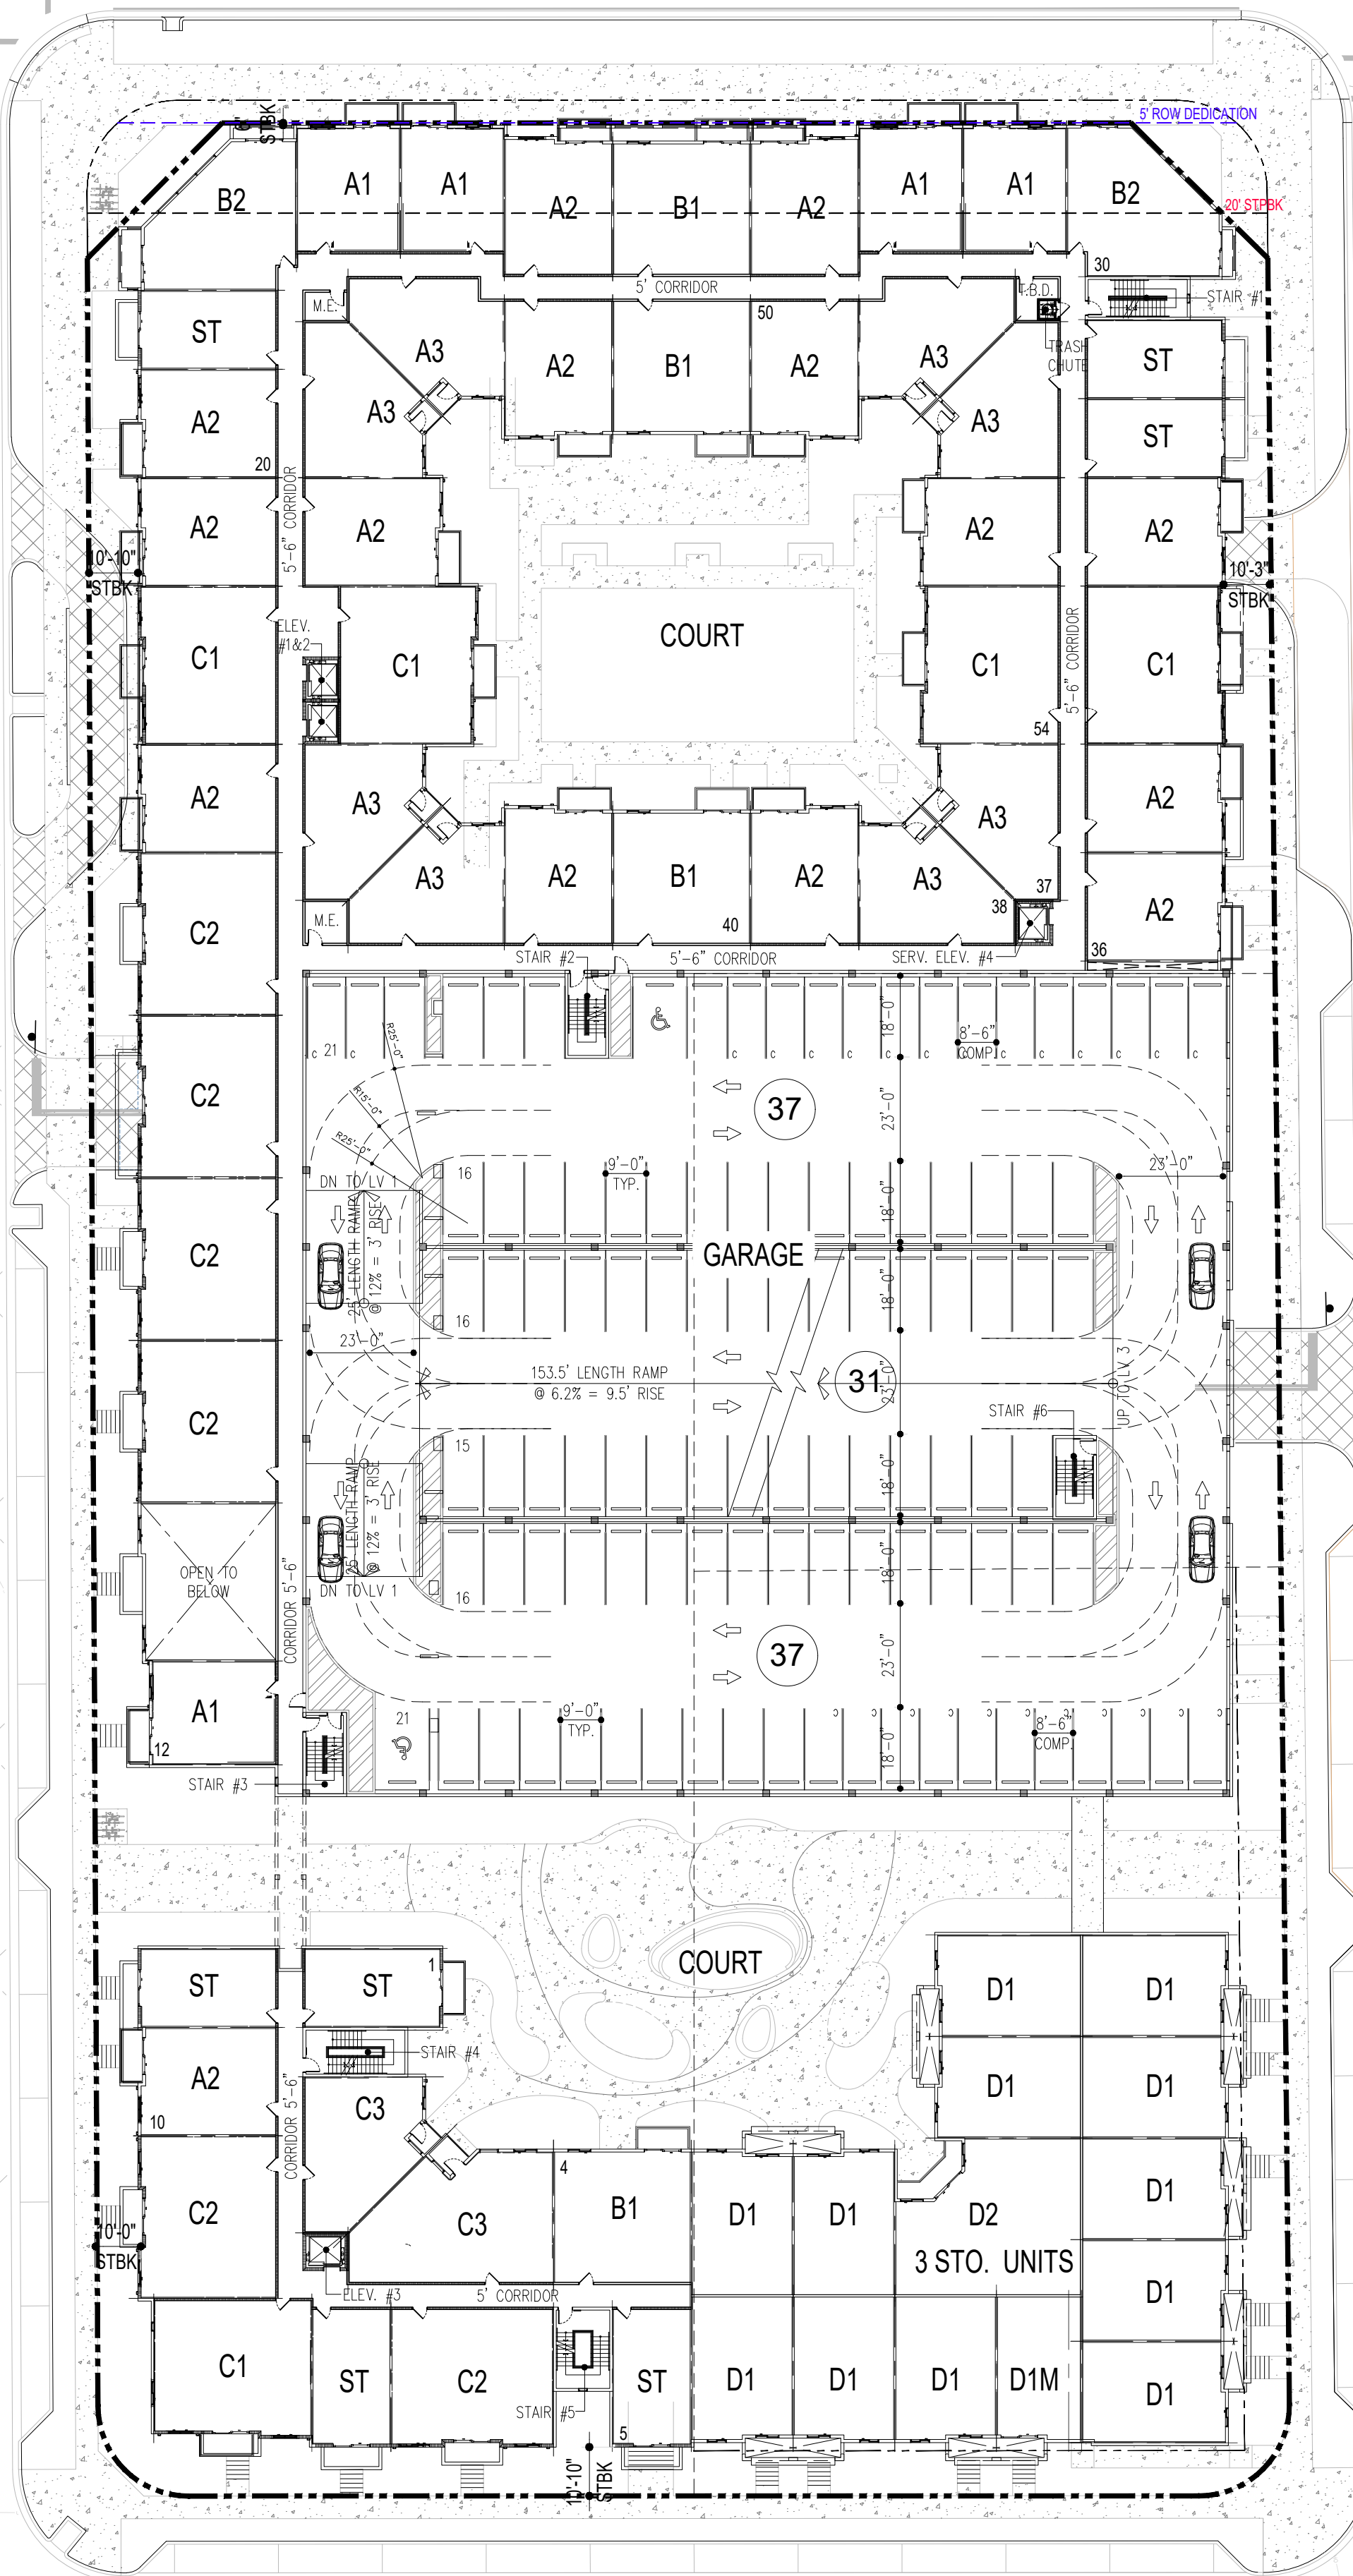 5' ROW DEDICATION
6"
STBK
B2
A1
A1
A2
B1
A2
A1
A1
B2
20' STPBK
30
5' CORRIDOR
M.E.
T.B.D.
STAIR #1
ST
A3
A2
B1
50
A2
A3
TRASH
CHUTE
ST
A2
A3
A3
ST
20
5'-6" CORRIDOR
A2
A2
A2
A2
10'-10"
STBK
10'-3"
STBK
ELEV.
#1&2
COURT
C1
C1
C1
C1
5'-6" CORRIDOR
54
A2
A3
A3
A2
A3
A2
B1
A2
A3
37
38
A2
C2
M.E.
40
36
STAIR #2
5'-6" CORRIDOR
SERV. ELEV. #4
21
C
C
R25'-0"
18'-0"
8'-6"
COMP.
C C C C C C C C C C C
C2
R15'-0"
37
23'-0"
R25'-0"
16
9'-0"
TYP.
23'-0"
DN TO LV 1
18'-0"
C2
25' LENGTH RAMP
@ 12% = 3' RISE
GARAGE
18'-0"
16
23'-0"
153.5' LENGTH RAMP
@ 6.2% = 9.5' RISE
31
23'-0"
UP TO LV 3
C2
STAIR #6
15
25' LENGTH RAMP
@ 12% = 3' RISE
18'-0"
OPEN TO
BELOW
CORRIDOR 5'-6"
DN TO LV 1
16
18'-0"
37
23'-0"
A1
12
21
9'-0"
TYP.
C C C C C C C C C C
8'-6"
COMP.
18'-0"
STAIR #3
COURT
ST
ST
1
D1
D1
STAIR #4
A2
10
CORRIDOR 5'-6"
C3
D1
D1
4
C2
C3
B1
D1
D1
D2
D1
10'-0"
STBK
3 STO. UNITS
ELEV. #3
5' CORRIDOR
D1
C1
ST
C2
ST
D1
D1
D1
D1M
D1
STAIR #5
5
10'-10"
STBK